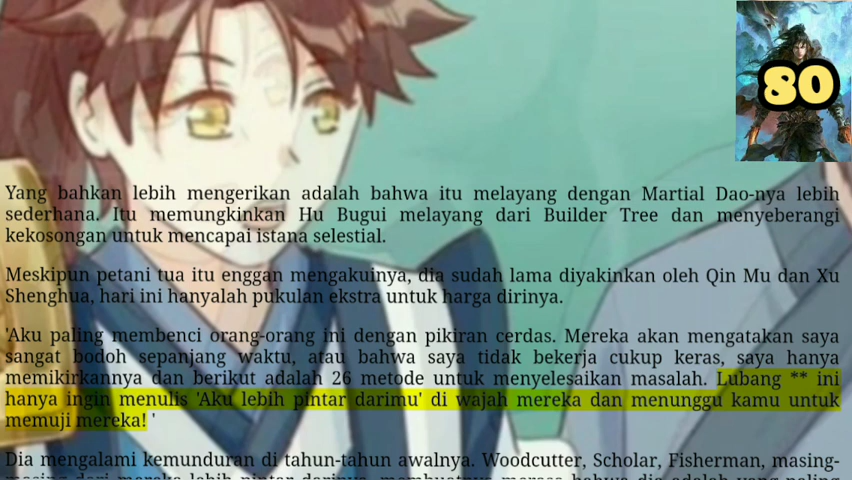 80
Yang bahkan lebih mengerikan adalah bahwa itu melayang dengan Martial Dao-nya lebih
sederhana. Itu memungkinkan Hu Bugui melayang dari Builder Tree dan menyeberangi
kekosongan untuk mencapai istana selestial.
Meskipun petani tua itu enggan mengakuinya, dia sudah lama diyakinkan oleh Qin Mu dan Xu
Shenghua, hari ini hanyalah pukulan ekstra untuk harga dirinya.
'Aku paling membenci orang-orang ini dengan pikiran cerdas. Mereka akan mengatakan saya
sangat bodoh sepanjang waktu, atau bahwa saya tidak bekerja cukup keras, saya hanya
memikirkannya dan berikut adalah 26 metode untuk menyelesaikan masalah. Lubang ** ini
hanya ingin menulis 'Aku lebih pintar darimu' di wajah mereka dan menunggu kamu untuk
memuji mereka! '
Dia mengalami kemunduran di tahun-tahun awalnya. Woodcutter, Scholar, Fisherman, masing-